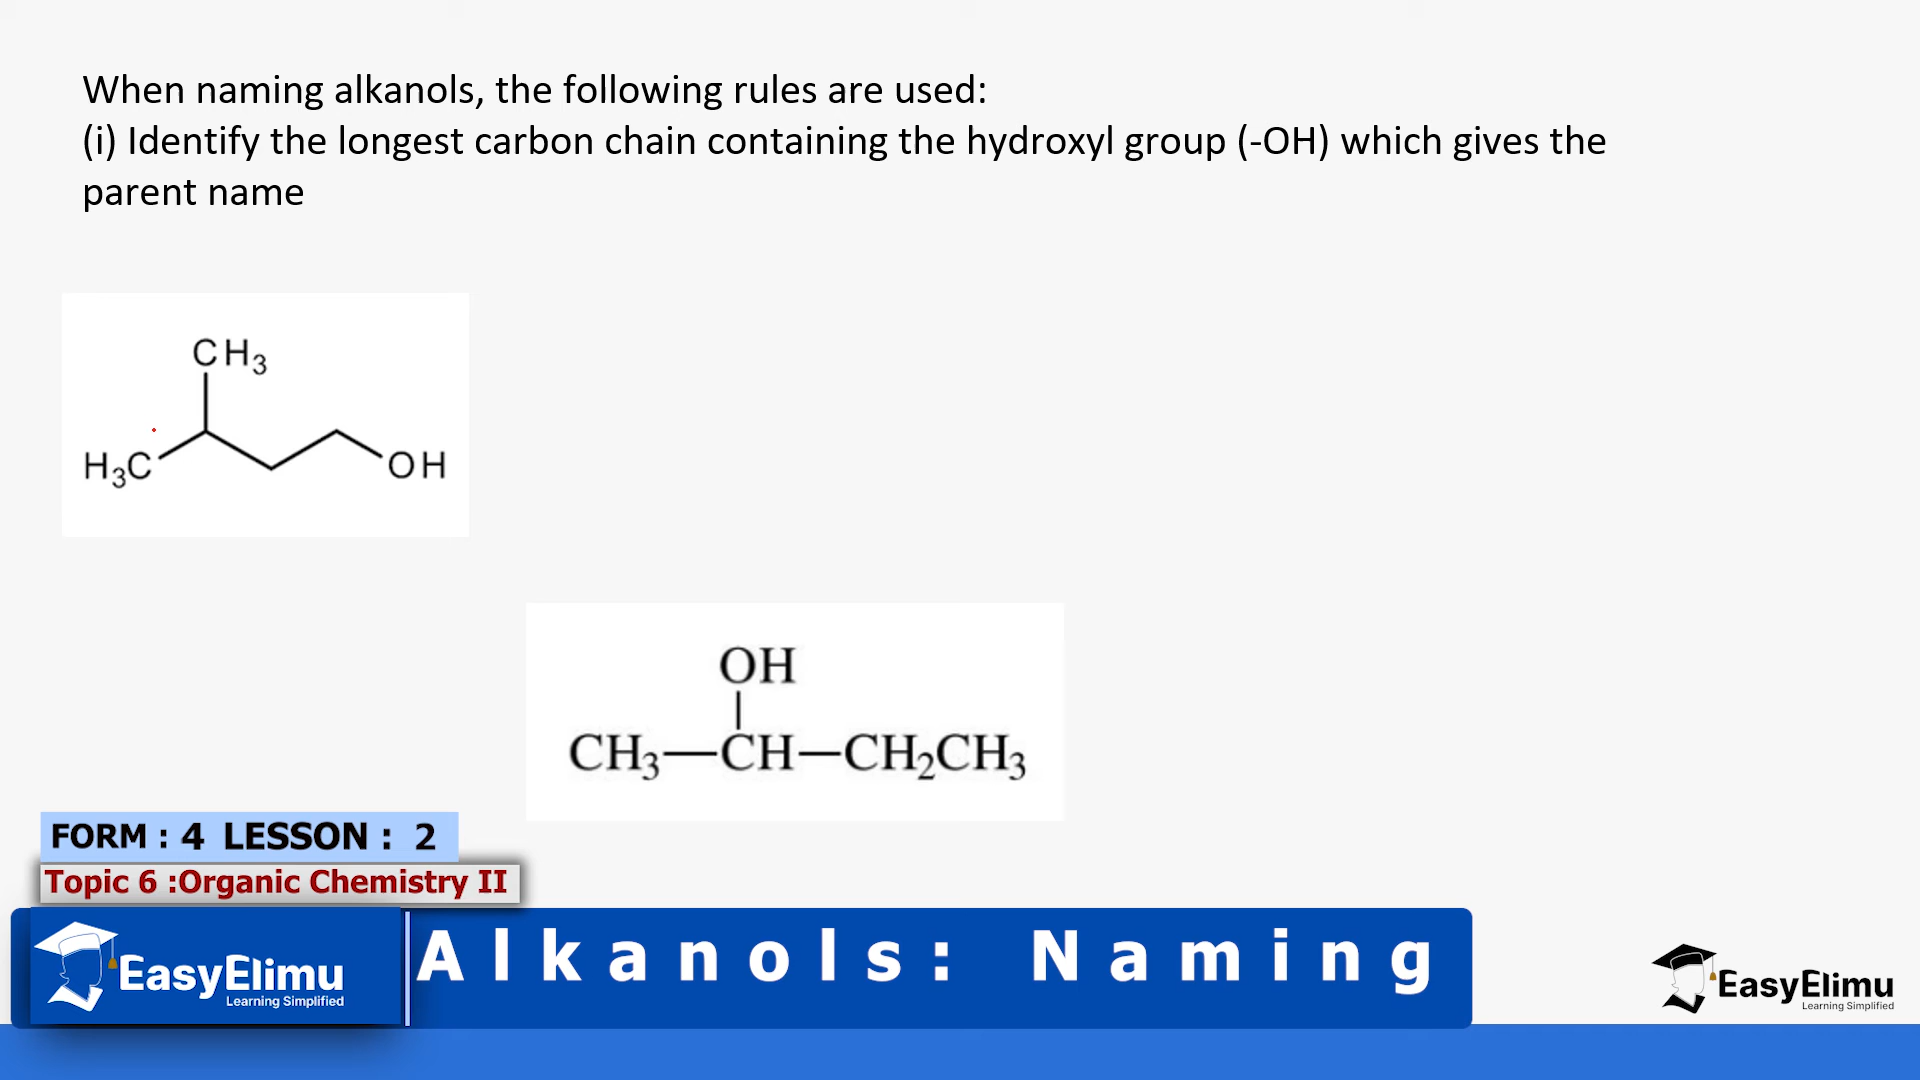 When naming alkanols, the following rules are used:
(i) Identify the longest carbon chain containing the hydroxyl group (-OH) which gives the
parent name
CH₃
H₃C
OH
OH
CH₃—CH—CH₂CH₃
FORM : 4 LESSON : 2
Topic 6 :Organic Chemistry II
EasyElimu
Learning Simplified
Alkanols: Naming
EasyElimu
Learning Simplified